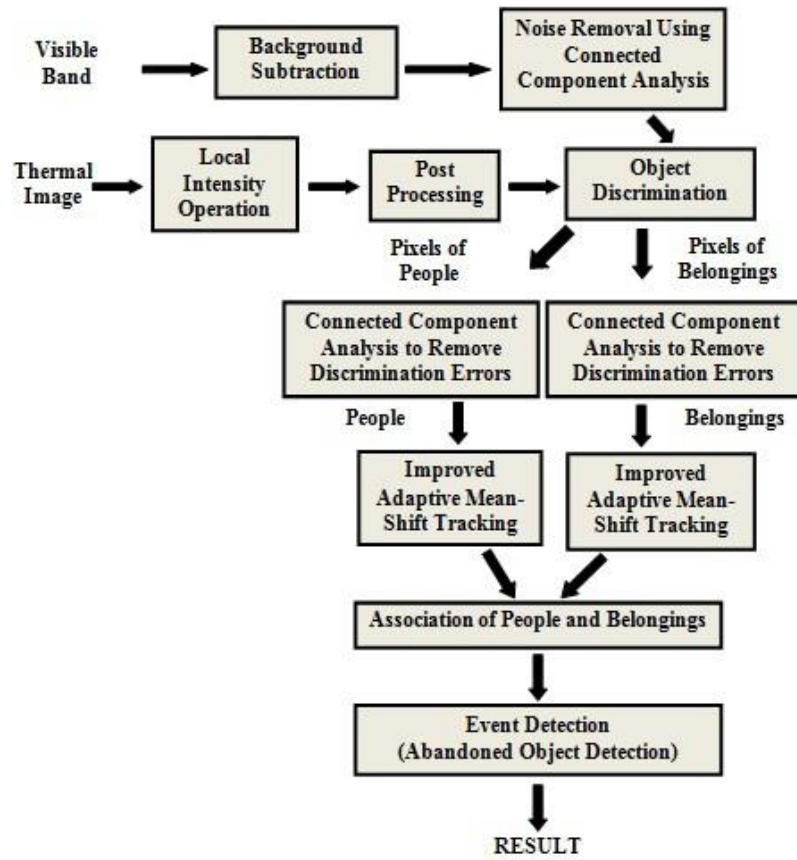 Visible
Band
Background
Subtraction
Noise Removal Using
Connected
Component Analysis
Thermal
Image
Local
Intensity
Operation
Post
Processing
Object
Discrimination
Pixels of
People
Pixels of
Belongings
Connected Component
Analysis to Remove
Discrimination Errors
Connected Component
Analysis to Remove
Discrimination Errors
People
Belongings
Improved
Adaptive Mean-
Shift Tracking
Improved
Adaptive Mean-
Shift Tracking
Association of People and Belongings
Event Detection
(Abandoned Object Detection)
RESULT